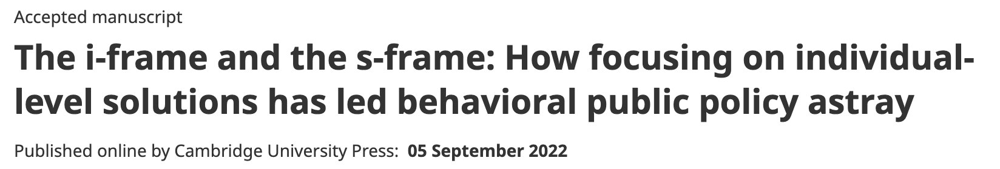 Accepted manuscript
The i-frame and the s-frame: How focusing on individual-
level solutions has led behavioral public policy astray
Published online by Cambridge University Press: 05 September 2022